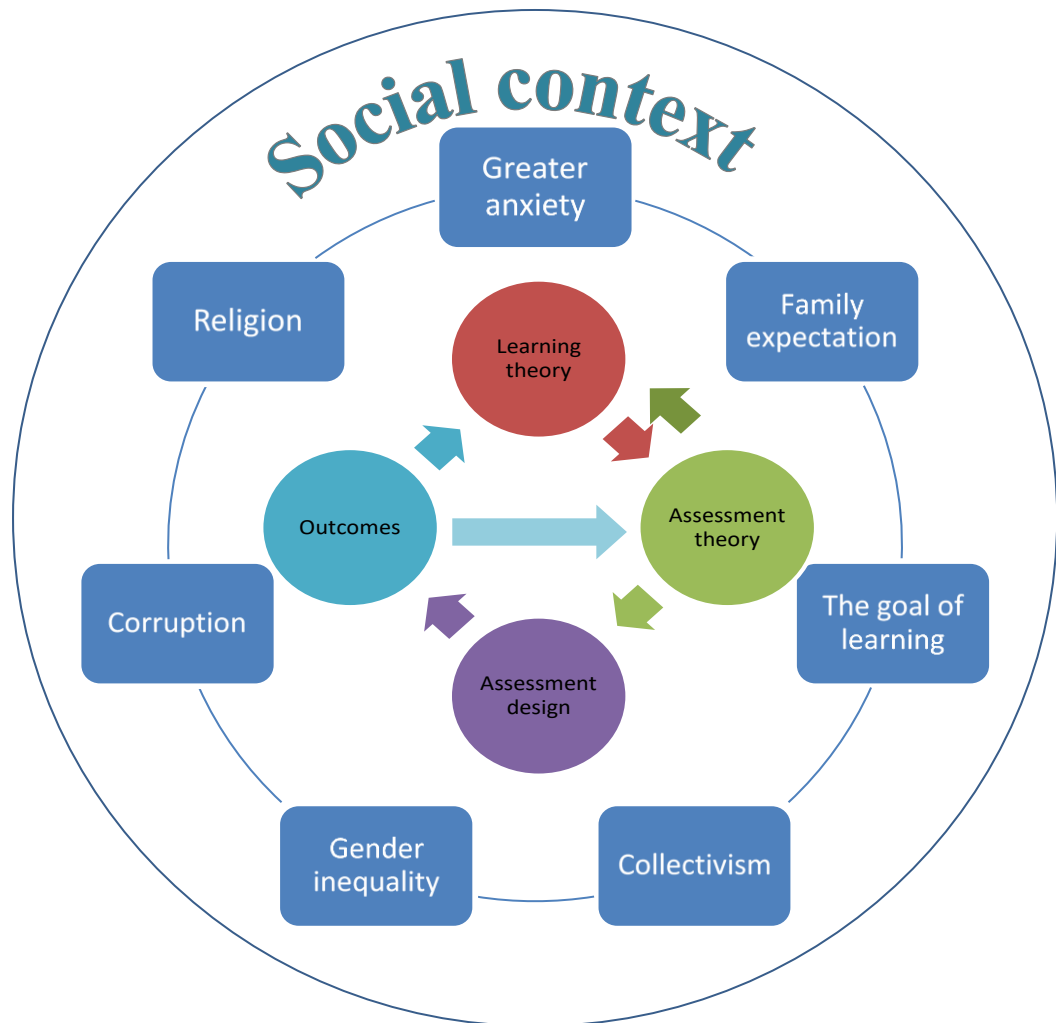 Social context
Greater
anxiety
Religion
Family
expectation
Learning
theory
Outcomes
Assessment
theory
Corruption
The goal of
learning
Assessment
design
Gender
inequality
Collectivism